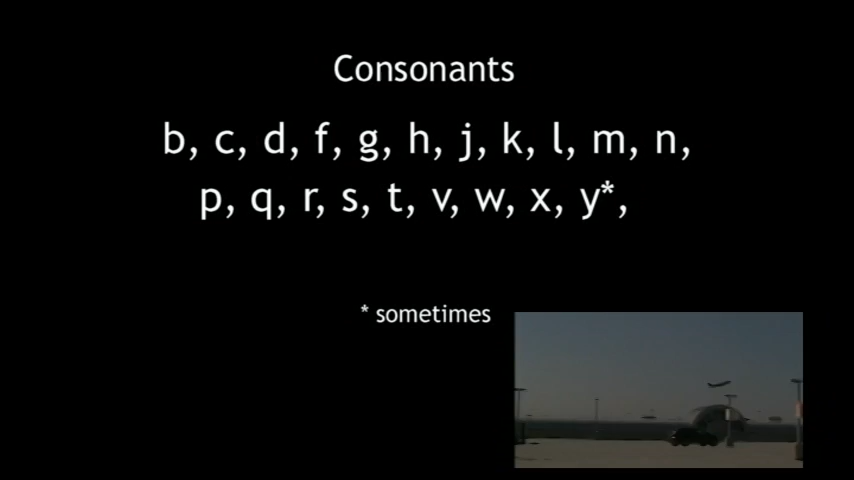 Consonants
b, c, d, f, g, h, j, k, l, m, n,
p, q, r, s, t, v, w, x, y*,
* sometimes